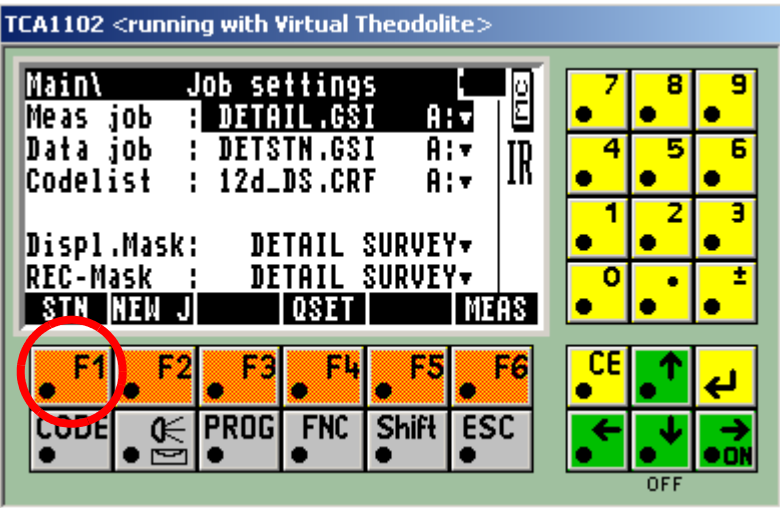 TCA1102 <running with Virtual Theodolite>
Main\ Job settings
Meas job : DETAIL.GSI A:▼
Data job : DETSTN.GSI A:▼
Codelist : 12d_DS.CRF A:▼
IR
Displ.Mask: DETAIL SURVEY▼
REC-Mask : DETAIL SURVEY▼
STN NEW J QSET MEAS
7 8 9
4 5 6
1 2 3
0 . ±
F1 F2 F3 F4 F5 F6
CE ↑ ↵
CODE PROG FNC Shift ESC
← ↓ → ON
OFF